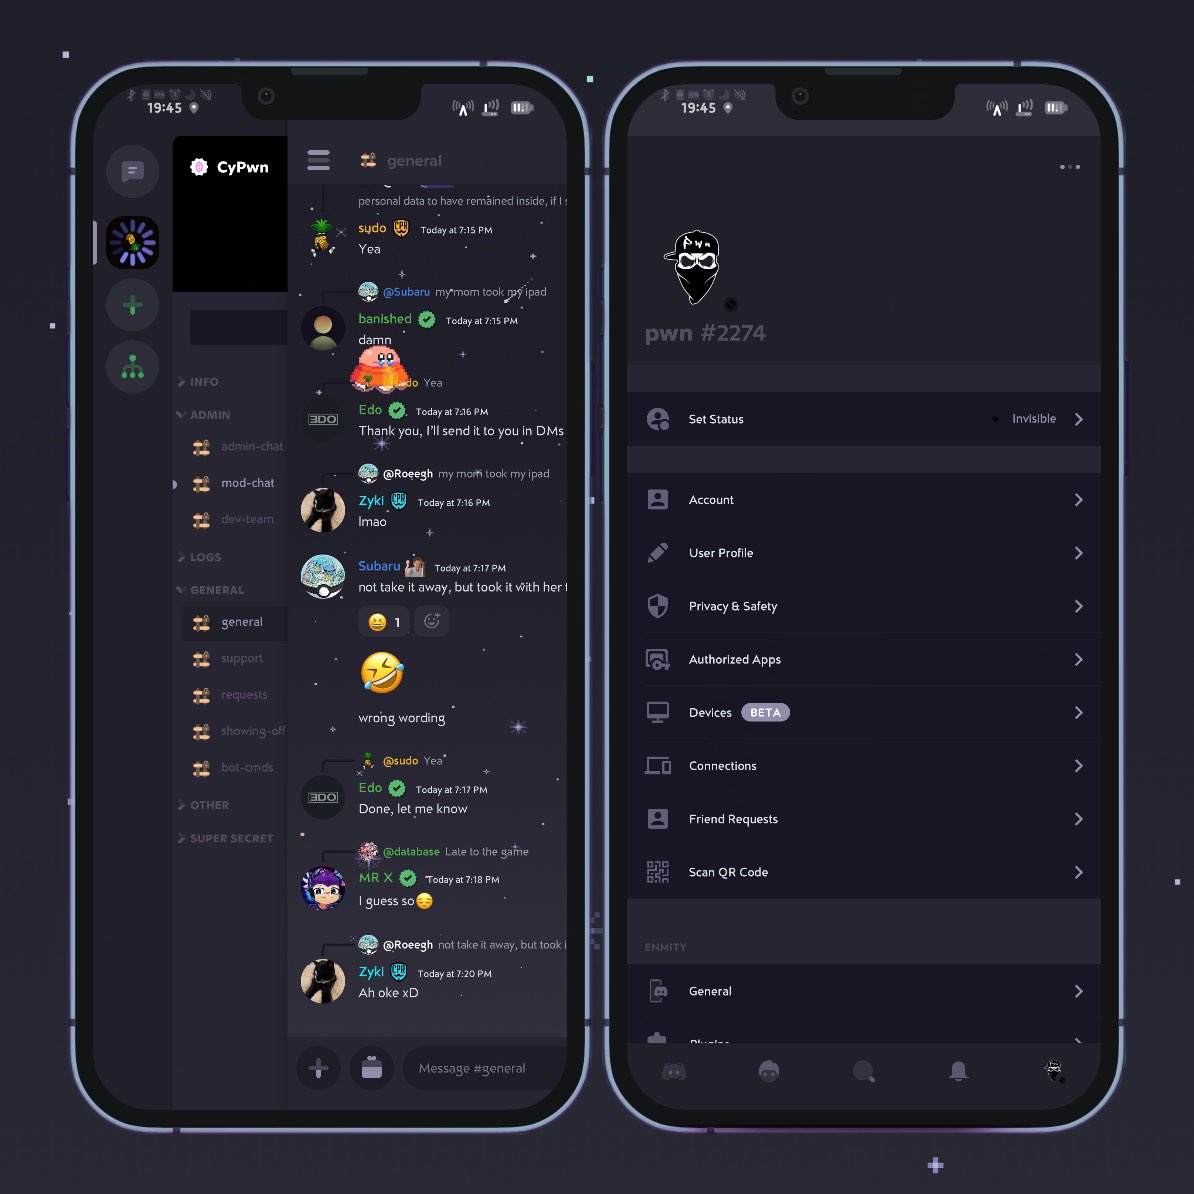 19:45
CyPwn
general
personal data to have remained inside, if I s
sudo Today at 7:15 PM
Yea
@Subaru my mom took my ipad
banished Today at 7:15 PM
damn
Yea
Edo Today at 7:16 PM
Thank you, I'll send it to you in DMs
@Roeegh my mom took my ipad
Zyki Today at 7:16 PM
lmao
Subaru Today at 7:17 PM
not take it away, but took it with her t
1
wrong wording
@sudo Yea
3DO
Edo Today at 7:17 PM
Done, let me know
@database Late to the game
MR X Today at 7:18 PM
I guess so
@Roeegh not take it away, but took i
Zyki Today at 7:20 PM
Ah oke xD
Message #general
INFO
ADMIN
admin-chat
mod-chat
dev-team
LOGS
GENERAL
general
support
requests
showing-off
bot-cmds
OTHER
SUPER SECRET
19:45
Pwn
pwn #2274
Set Status Invisible
Account
User Profile
Privacy & Safety
Authorized Apps
Devices BETA
Connections
Friend Requests
Scan QR Code
ENMITY
General